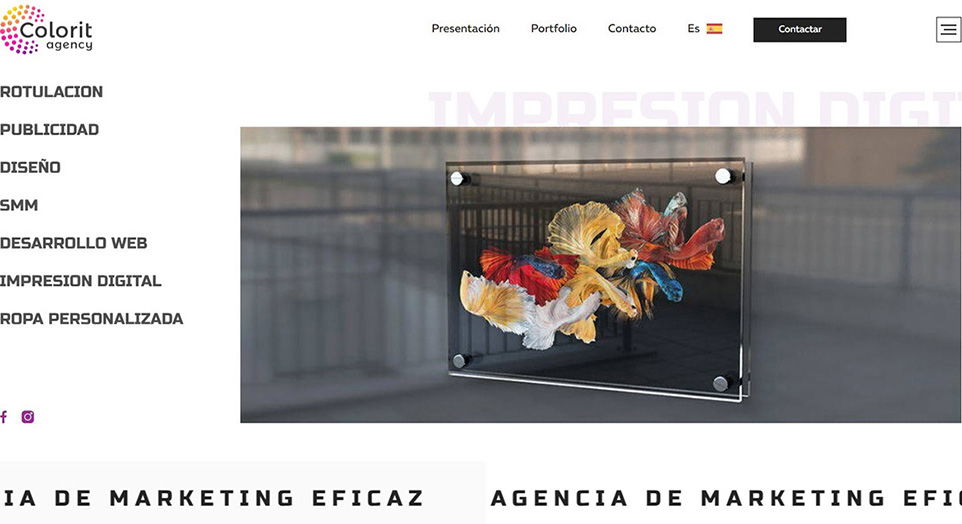 Colorit
agency
Presentación
Portfolio
Contacto
Es
Contactar
ROTULACION
PUBLICIDAD
DISEÑO
SMM
DESARROLLO WEB
IMPRESION DIGITAL
ROPA PERSONALIZADA
IMPRESION DIGIT
IA DE MARKETING EFICAZ
AGENCIA DE MARKETING EFIC